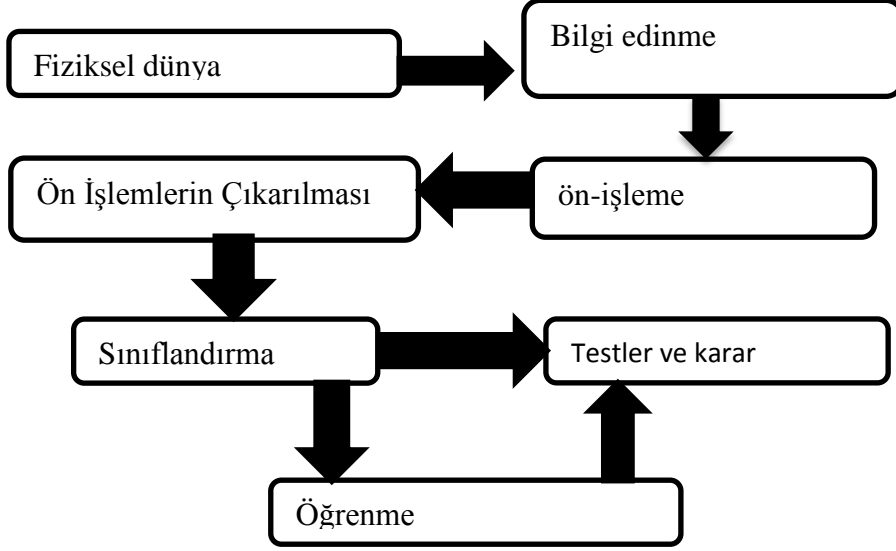 Fiziksel dünya
Bilgi edinme
ön-işleme
Ön İşlemlerin Çıkarılması
Sınıflandırma
Testler ve karar
Öğrenme